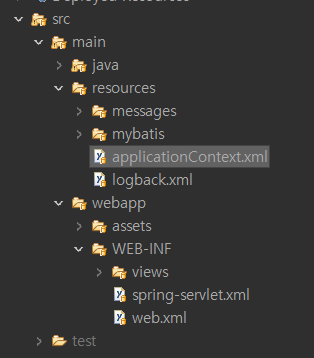 src
main
java
resources
messages
mybatis
applicationContext.xml
logback.xml
webapp
assets
WEB-INF
views
spring-servlet.xml
web.xml
test